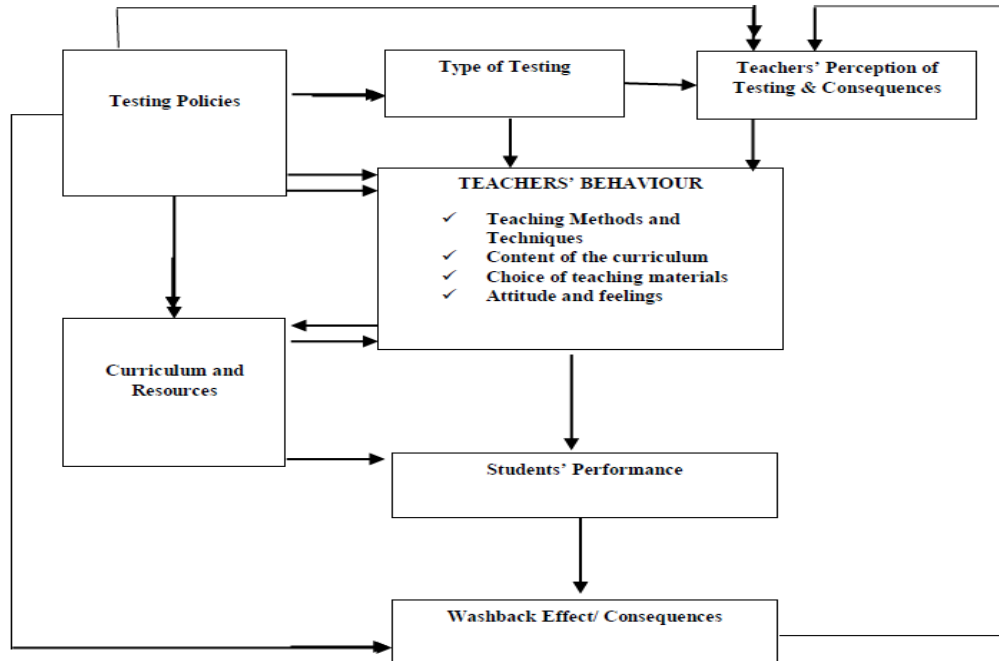 Testing Policies
Type of Testing
Teachers' Perception of
Testing & Consequences
TEACHERS' BEHAVIOUR
✓ Teaching Methods and
Techniques
✓ Content of the curriculum
✓ Choice of teaching materials
✓ Attitude and feelings
Curriculum and
Resources
Students' Performance
Washback Effect/ Consequences